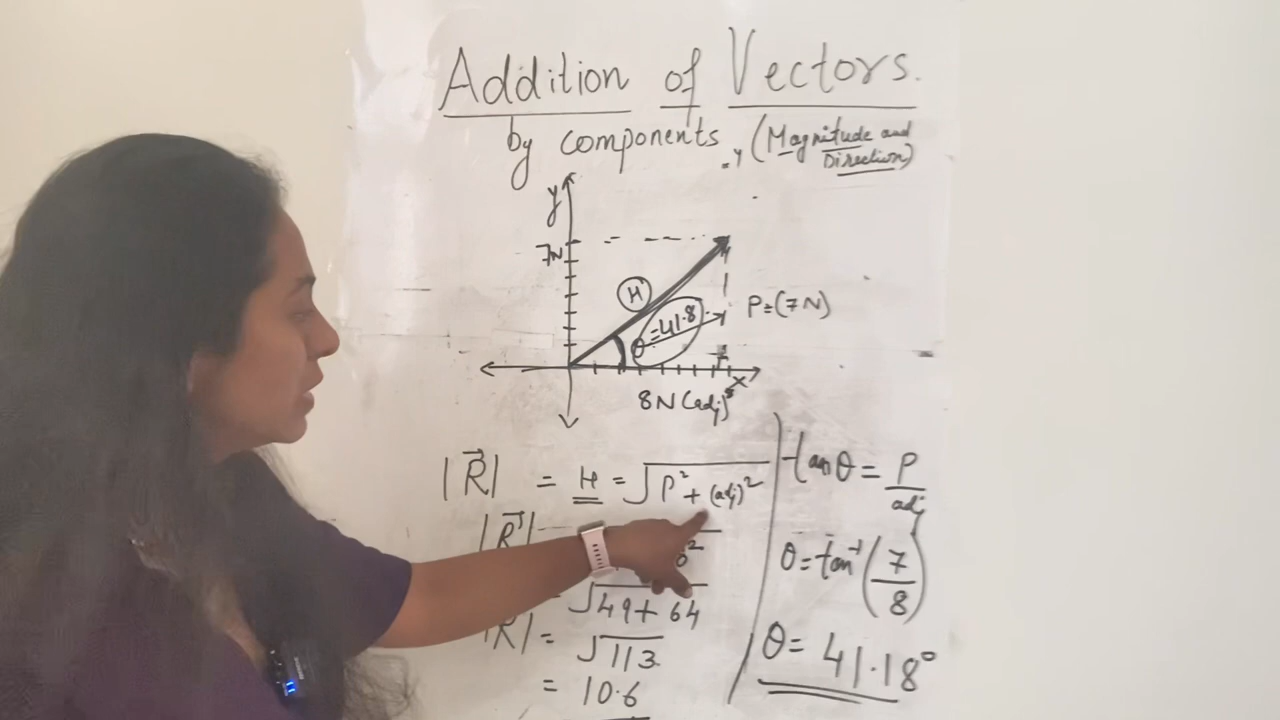 Addition of Vectors.
by components (Magnitude and
Direction)
y
7N
H
θ=41.8
P=(7N)
x
8N (adj)
|R⃗| = H = √P² + (adj)²
|R⃗|
= √49 + 64
|R| = √113
= 10.6
tanθ = P/adj
θ = tan⁻¹(7/8)
θ = 41.18°